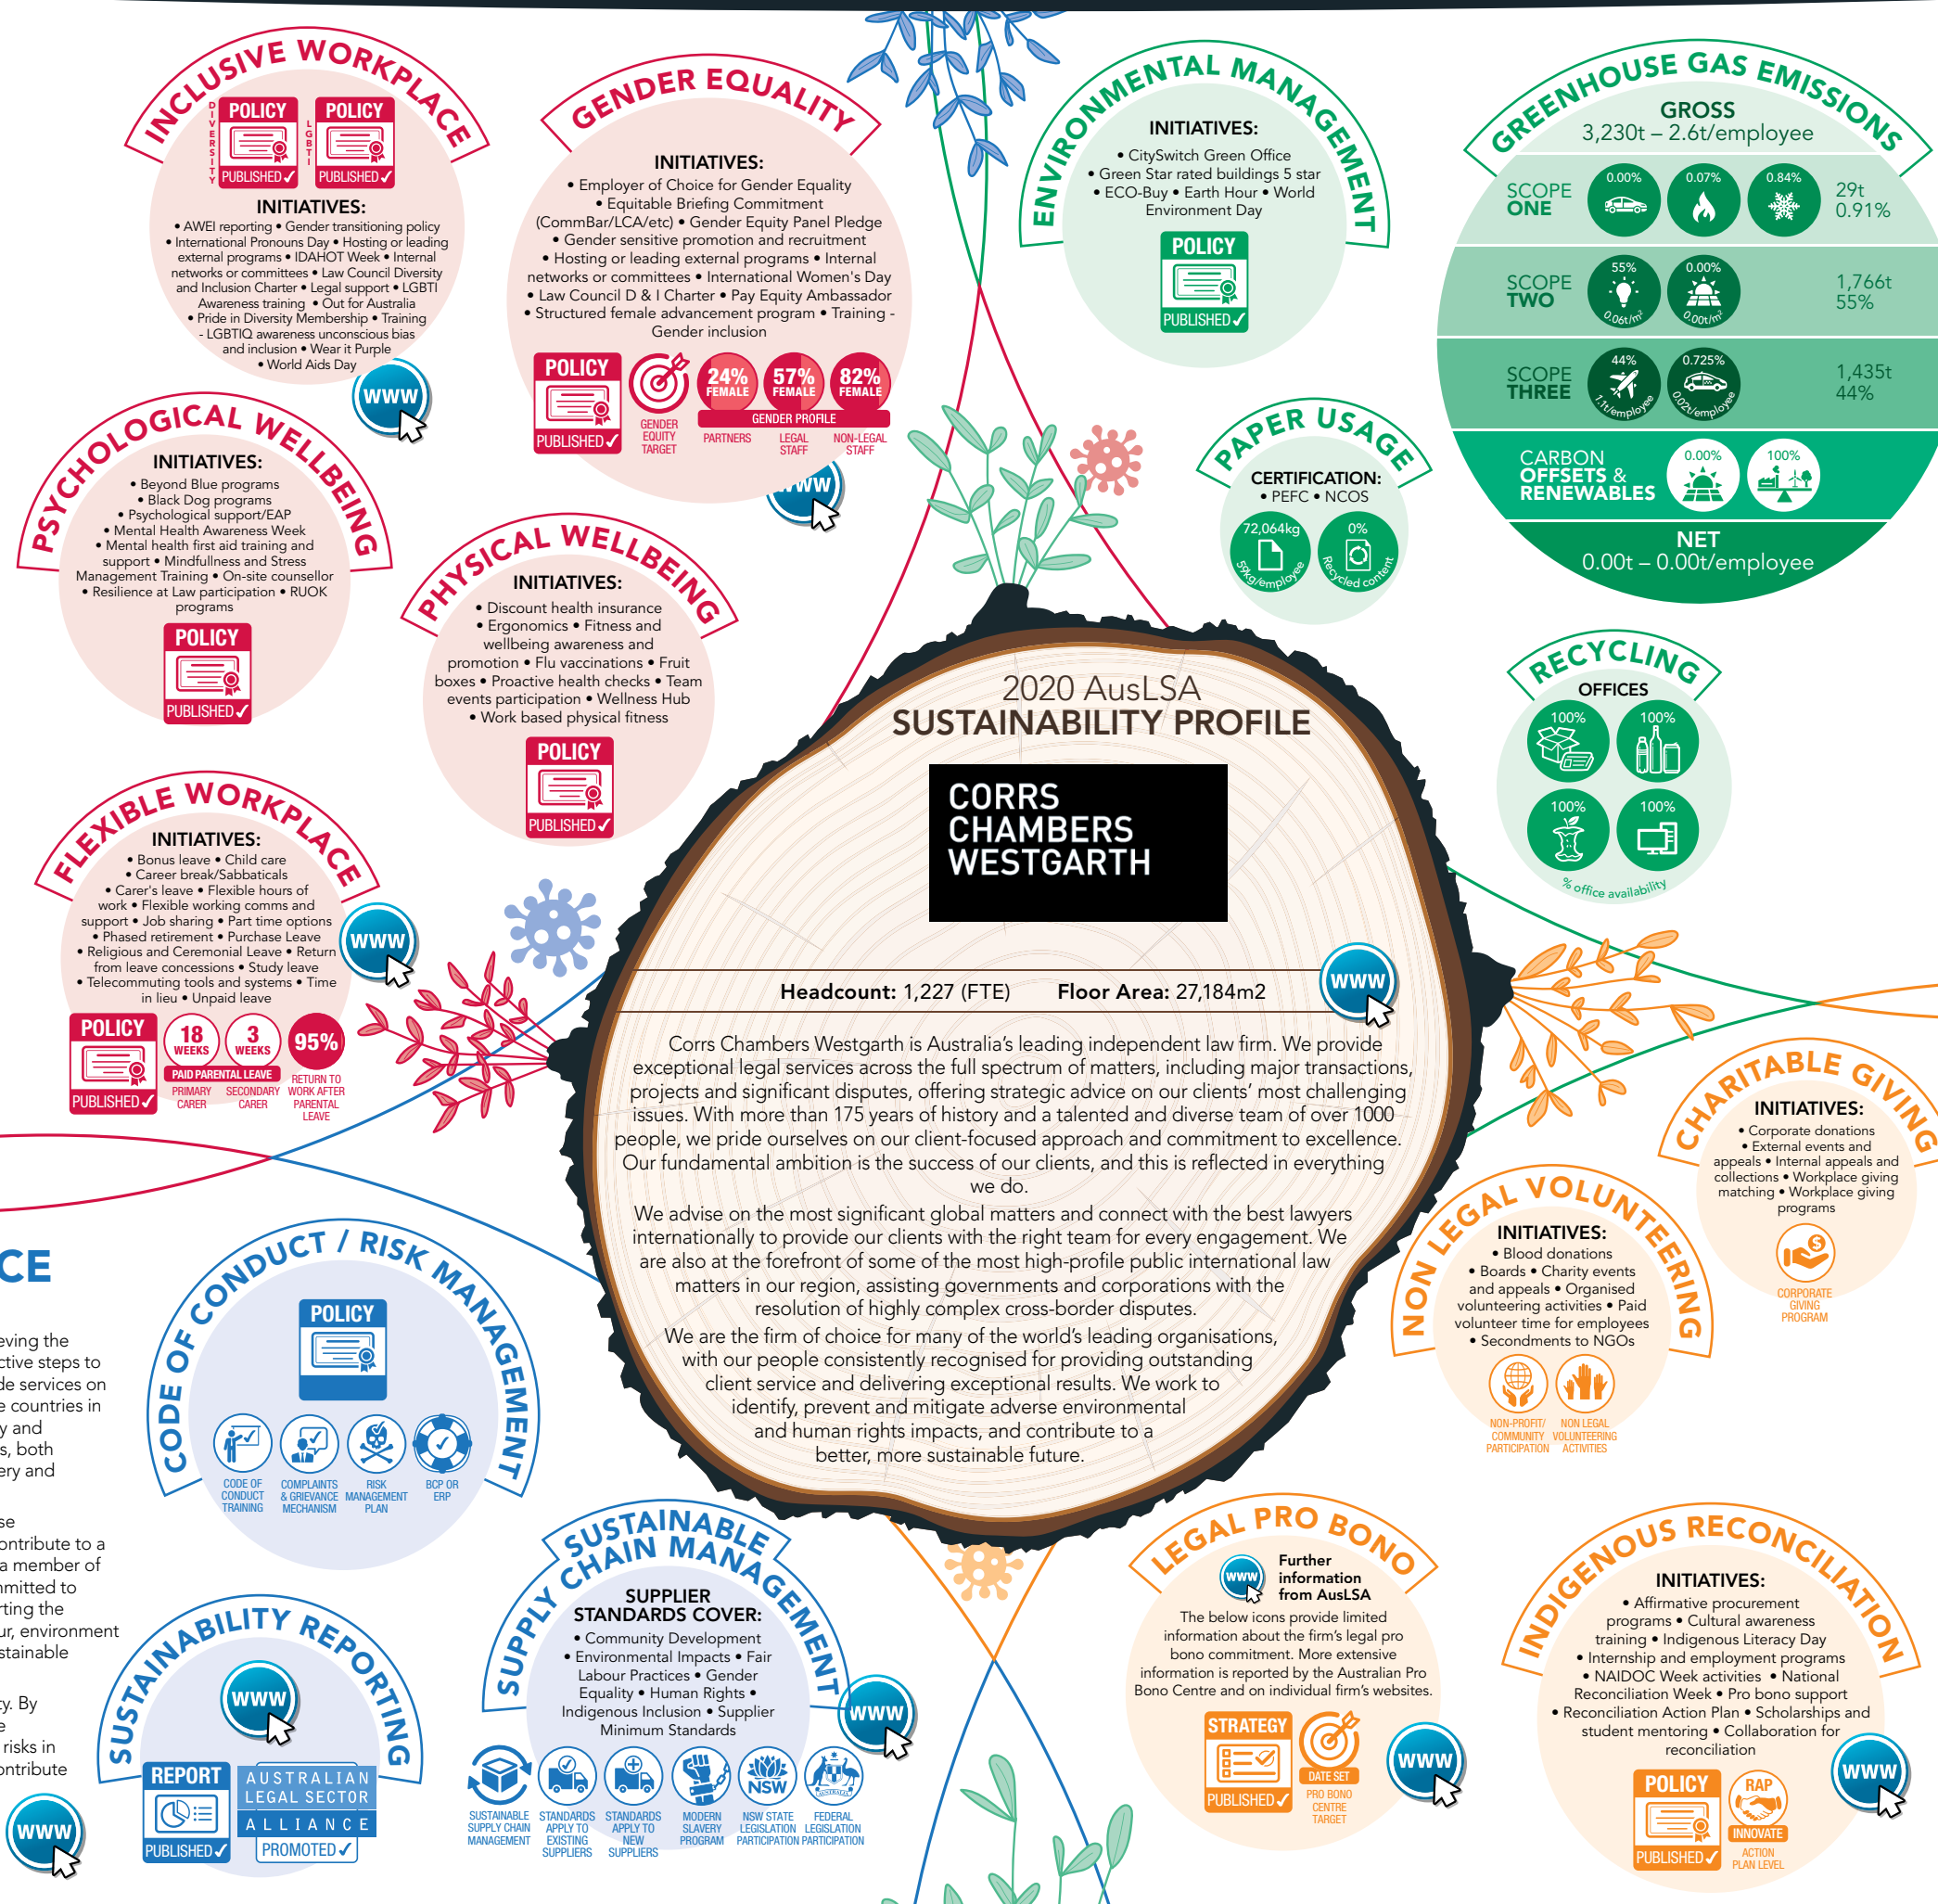 INCLUSIVE WORKPLACE
DIVERSITY
POLICY
PUBLISHED ✓
LGBTI
POLICY
PUBLISHED ✓
INITIATIVES:
• AWEI reporting • Gender transitioning policy
• International Pronouns Day • Hosting or leading
external programs • IDAHOT Week • Internal
networks or committees • Law Council Diversity
and Inclusion Charter • Legal support • LGBTI
Awareness training • Out for Australia
• Pride in Diversity Membership • Training
- LGBTIQ awareness unconscious bias
and inclusion • Wear it Purple
• World Aids Day
WWW
GENDER EQUALITY
INITIATIVES:
• Employer of Choice for Gender Equality
• Equitable Briefing Commitment
(CommBar/LCA/etc) • Gender Equity Panel Pledge
• Gender sensitive promotion and recruitment
• Hosting or leading external programs • Internal
networks or committees • International Women's Day
• Law Council D & I Charter • Pay Equity Ambassador
• Structured female advancement program • Training -
Gender inclusion
POLICY
PUBLISHED ✓
GENDER
EQUITY
TARGET
24%
FEMALE
57%
FEMALE
82%
FEMALE
GENDER PROFILE
PARTNERS
LEGAL
STAFF
NON-LEGAL
STAFF
WWW
ENVIRONMENTAL MANAGEMENT
INITIATIVES:
• CitySwitch Green Office
• Green Star rated buildings 5 star
• ECO-Buy • Earth Hour • World
Environment Day
POLICY
PUBLISHED ✓
GREENHOUSE GAS EMISSIONS
GROSS
3,230t – 2.6t/employee
SCOPE
ONE
0.00%
0.07%
0.84%
29t
0.91%
SCOPE
TWO
55%
0.06t/m²
0.00%
0.00t/m²
1,766t
55%
SCOPE
THREE
44%
1.1t/employee
0.725%
0.02t/employee
1,435t
44%
CARBON
OFFSETS &
RENEWABLES
0.00%
100%
NET
0.00t – 0.00t/employee
PSYCHOLOGICAL WELLBEING
INITIATIVES:
• Beyond Blue programs
• Black Dog programs
• Psychological support/EAP
• Mental Health Awareness Week
• Mental health first aid training and
support • Mindfullness and Stress
Management Training • On-site counsellor
• Resilience at Law participation • RUOK
programs
POLICY
PUBLISHED ✓
PHYSICAL WELLBEING
INITIATIVES:
• Discount health insurance
• Ergonomics • Fitness and
wellbeing awareness and
promotion • Flu vaccinations • Fruit
boxes • Proactive health checks • Team
events participation • Wellness Hub
• Work based physical fitness
POLICY
PUBLISHED ✓
PAPER USAGE
CERTIFICATION:
• PEFC • NCOS
72,064kg
59kg/employee
0%
Recycled content
RECYCLING
OFFICES
100%
100%
100%
100%
% office availability
2020 AusLSA
SUSTAINABILITY PROFILE
CORRS
CHAMBERS
WESTGARTH
Headcount: 1,227 (FTE)
Floor Area: 27,184m2
WWW
Corrs Chambers Westgarth is Australia's leading independent law firm. We provide
exceptional legal services across the full spectrum of matters, including major transactions,
projects and significant disputes, offering strategic advice on our clients' most challenging
issues. With more than 175 years of history and a talented and diverse team of over 1000
people, we pride ourselves on our client-focused approach and commitment to excellence.
Our fundamental ambition is the success of our clients, and this is reflected in everything
we do.
We advise on the most significant global matters and connect with the best lawyers
internationally to provide our clients with the right team for every engagement. We
are also at the forefront of some of the most high-profile public international law
matters in our region, assisting governments and corporations with the
resolution of highly complex cross-border disputes.
We are the firm of choice for many of the world's leading organisations,
with our people consistently recognised for providing outstanding
client service and delivering exceptional results. We work to
identify, prevent and mitigate adverse environmental
and human rights impacts, and contribute to a
better, more sustainable future.
FLEXIBLE WORKPLACE
INITIATIVES:
• Bonus leave • Child care
• Career break/Sabbaticals
• Carer's leave • Flexible hours of
work • Flexible working comms and
support • Job sharing • Part time options
• Phased retirement • Purchase Leave
• Religious and Ceremonial Leave • Return
from leave concessions • Study leave
• Telecommuting tools and systems • Time
in lieu • Unpaid leave
WWW
POLICY
PUBLISHED ✓
18
WEEKS
3
WEEKS
PAID PARENTAL LEAVE
PRIMARY
CARER
SECONDARY
CARER
95%
RETURN TO
WORK AFTER
PARENTAL
LEAVE
CHARITABLE GIVING
INITIATIVES:
• Corporate donations
• External events and
appeals • Internal appeals and
collections • Workplace giving
matching • Workplace giving
programs
CORPORATE
GIVING
PROGRAM
NON LEGAL VOLUNTEERING
INITIATIVES:
• Blood donations
• Boards • Charity events
and appeals • Organised
volunteering activities • Paid
volunteer time for employees
• Secondments to NGOs
NON-PROFIT/
COMMUNITY
PARTICIPATION
NON LEGAL
VOLUNTEERING
ACTIVITIES
CE
eving the
ctive steps to
de services on
e countries in
y and
s, both
ery and
se
ontribute to a
a member of
nmitted to
rting the
ur, environment
stainable
ty. By
e
risks in
ontribute
WWW
CODE OF CONDUCT / RISK MANAGEMENT
POLICY
CODE OF
CONDUCT
TRAINING
COMPLAINTS
& GRIEVANCE
MECHANISM
RISK
MANAGEMENT
PLAN
BCP OR
ERP
SUSTAINABILITY REPORTING
WWW
REPORT
PUBLISHED ✓
AUSTRALIAN
LEGAL SECTOR
ALLIANCE
PROMOTED ✓
SUSTAINABLE
SUPPLY CHAIN MANAGEMENT
SUPPLIER
STANDARDS COVER:
• Community Development
• Environmental Impacts • Fair
Labour Practices • Gender
Equality • Human Rights •
Indigenous Inclusion • Supplier
Minimum Standards
WWW
SUSTAINABLE
SUPPLY CHAIN
MANAGEMENT
STANDARDS
APPLY TO
EXISTING
SUPPLIERS
STANDARDS
APPLY TO
NEW
SUPPLIERS
MODERN
SLAVERY
PROGRAM
NSW
NSW STATE
LEGISLATION
PARTICIPATION
FEDERAL
LEGISLATION
PARTICIPATION
LEGAL PRO BONO
WWW
Further
information
from AusLSA
The below icons provide limited
information about the firm's legal pro
bono commitment. More extensive
information is reported by the Australian Pro
Bono Centre and on individual firm's websites.
STRATEGY
PUBLISHED ✓
DATE SET
PRO BONO
CENTRE
TARGET
WWW
INDIGENOUS RECONCILIATION
INITIATIVES:
• Affirmative procurement
programs • Cultural awareness
training • Indigenous Literacy Day
• Internship and employment programs
• NAIDOC Week activities • National
Reconciliation Week • Pro bono support
• Reconciliation Action Plan • Scholarships and
student mentoring • Collaboration for
reconciliation
WWW
POLICY
PUBLISHED ✓
RAP
INNOVATE
ACTION
PLAN LEVEL